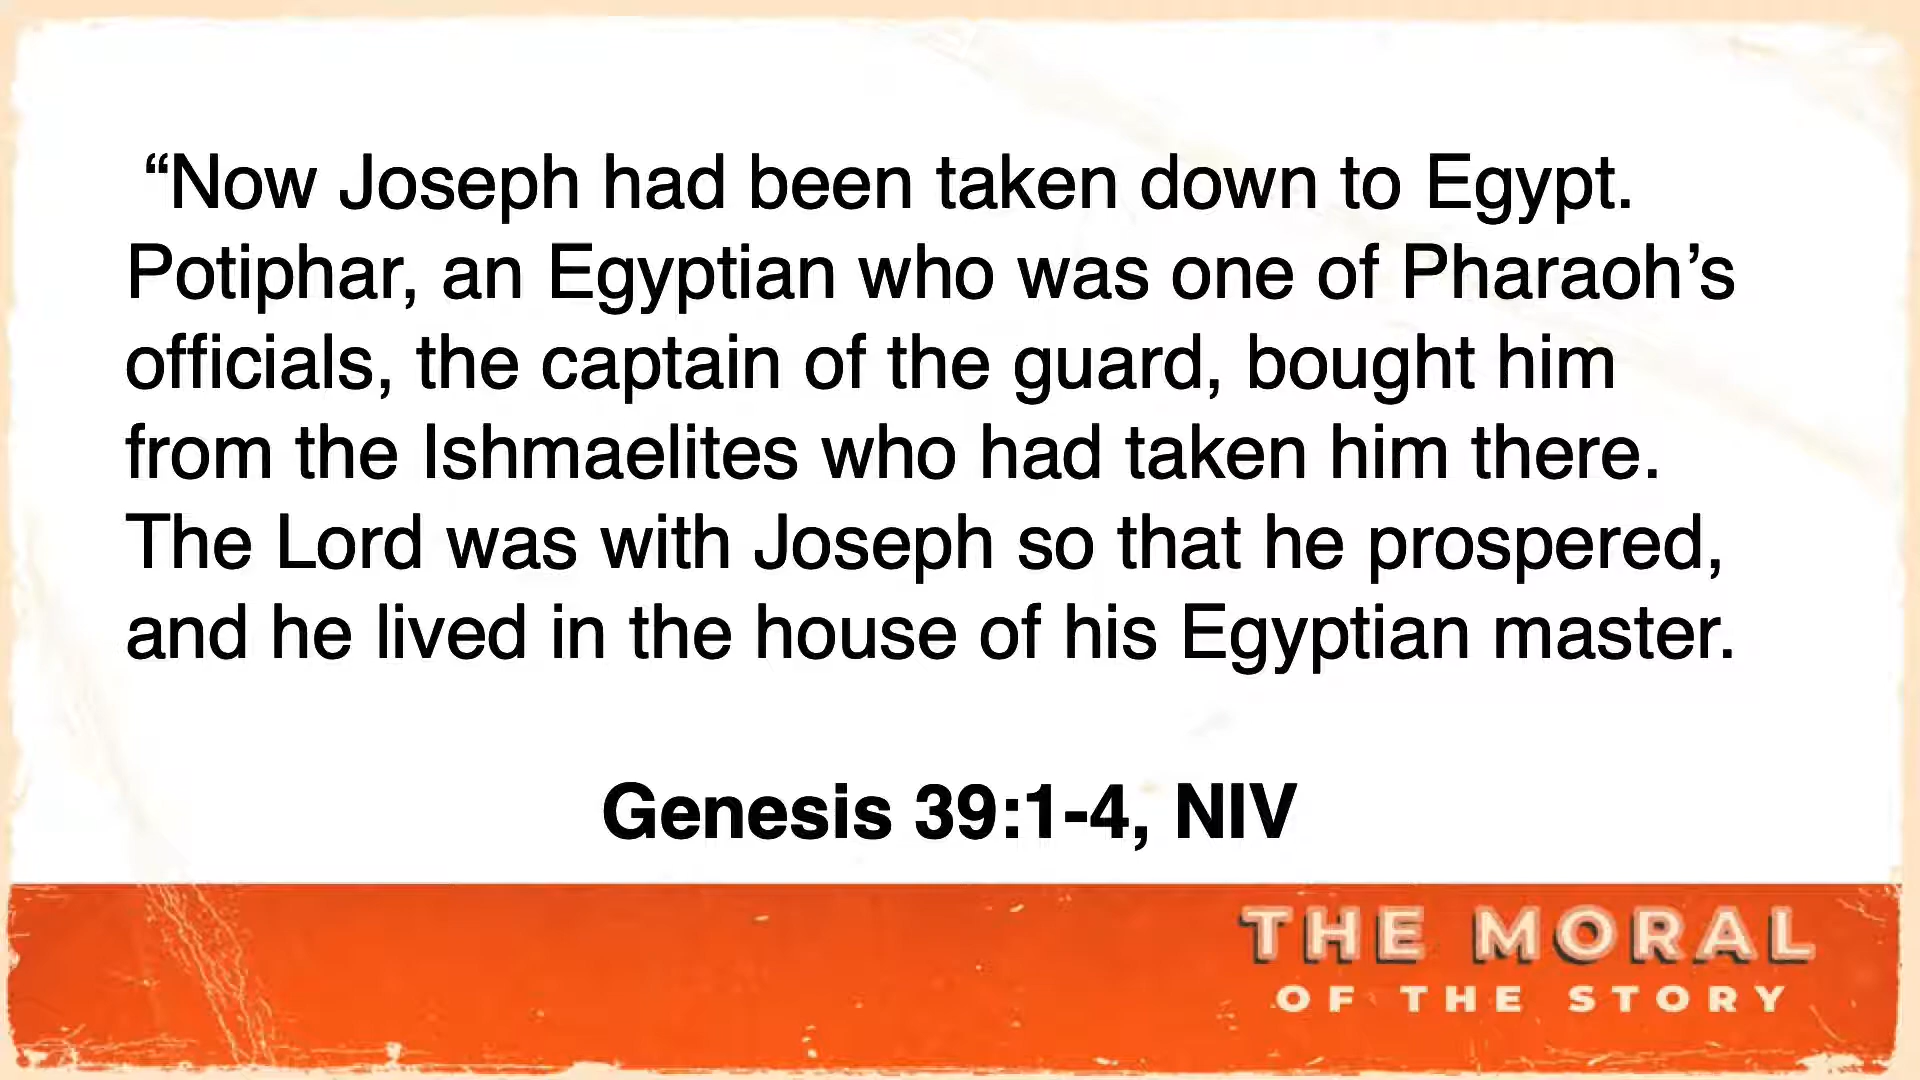 “Now Joseph had been taken down to Egypt.
Potiphar, an Egyptian who was one of Pharaoh’s
officials, the captain of the guard, bought him
from the Ishmaelites who had taken him there.
The Lord was with Joseph so that he prospered,
and he lived in the house of his Egyptian master.
Genesis 39:1-4, NIV
THE MORAL
OF THE STORY